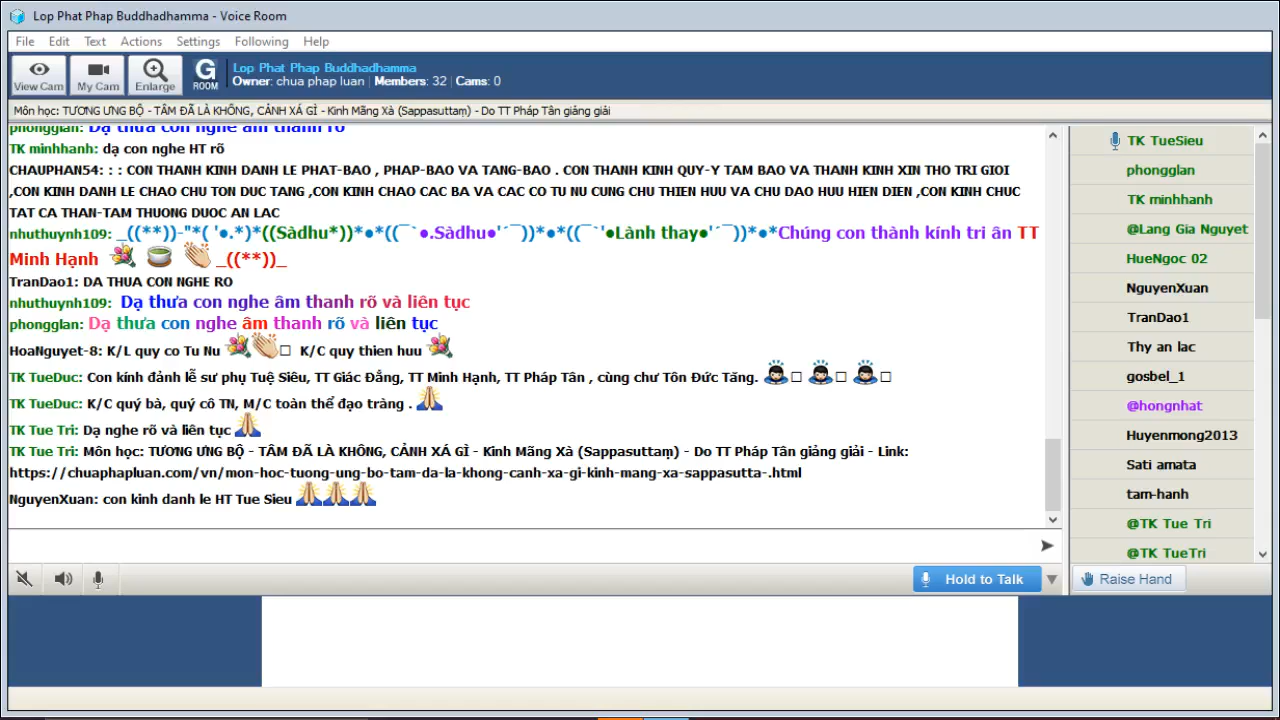 Lop Phat Phap Buddhadhamma - Voice Room
File Edit Text Actions Settings Following Help
View Cam My Cam Enlarge G ROOM
Lop Phat Phap Buddhadhamma
Owner: chua phap luan | Members: 32 | Cams: 0
Môn học: TƯƠNG ƯNG BỘ - TÂM ĐÃ LÀ KHÔNG, CẢNH XÁ GÌ - Kinh Mãng Xà (Sappasuttaṃ) - Do TT Pháp Tân giảng giải
phongglan: Dạ thưa con nghe âm thanh rõ
TK minhhanh: dạ con nghe HT rõ
CHAUPHAN54: : : CON THANH KINH DANH LE PHAT-BAO , PHAP-BAO VA TANG-BAO . CON THANH KINH QUY-Y TAM BAO VA THANH KINH XIN THO TRI GIOI
,CON KINH DANH LE CHAO CHU TON DUC TANG ,CON KINH CHAO CAC BA VA CAC CO TU NU CUNG CHU THIEN HUU VA CHU DAO HUU HIEN DIEN ,CON KINH CHUC
TAT CA THAN-TAM THUONG DUOC AN LAC
nhuthuynh109: _((**))-"*( '●.*)*((Sàdhu*))*●*((¯`●.Sàdhu●'´¯))*●*((¯`'●Lành thay●'´¯))*●*Chúng con thành kính tri ân TT
Minh Hạnh _((**))_
TranDao1: DA THUA CON NGHE RO
nhuthuynh109: Dạ thưa con nghe âm thanh rõ và liên tục
phongglan: Dạ thưa con nghe âm thanh rõ và liên tục
HoaNguyet-8: K/L quy co Tu Nu K/C quy thien huu
TK TueDuc: Con kính đảnh lễ sư phụ Tuệ Siêu, TT Giác Đẳng, TT Minh Hạnh, TT Pháp Tân , cùng chư Tôn Đức Tăng.
TK TueDuc: K/C quý bà, quý cô TN, M/C toàn thể đạo tràng .
TK Tue Tri: Dạ nghe rõ và liên tục
TK Tue Tri: Môn học: TƯƠNG ƯNG BỘ - TÂM ĐÃ LÀ KHÔNG, CẢNH XÁ GÌ - Kinh Mãng Xà (Sappasuttaṃ) - Do TT Pháp Tân giảng giải - Link:
https://chuaphapluan.com/vn/mon-hoc-tuong-ung-bo-tam-da-la-khong-canh-xa-gi-kinh-mang-xa-sappasutta-.html
NguyenXuan: con kinh danh le HT Tue Sieu
Hold to Talk
TK TueSieu
phongglan
TK minhhanh
@Lang Gia Nguyet
HueNgoc 02
NguyenXuan
TranDao1
Thy an lac
gosbel_1
@hongnhat
Huyenmong2013
Sati amata
tam-hanh
@TK Tue Tri
@TK TueTri
Raise Hand